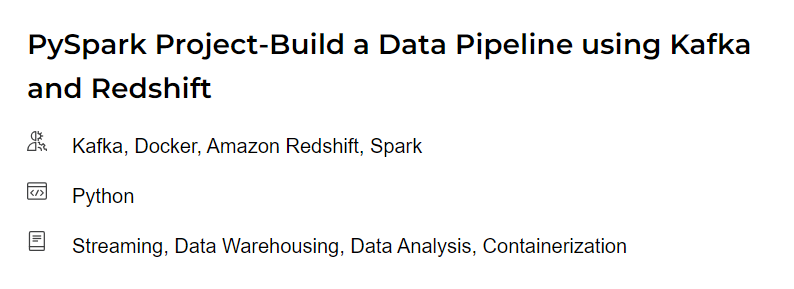 PySpark Project-Build a Data Pipeline using Kafka
and Redshift
Kafka, Docker, Amazon Redshift, Spark
Python
Streaming, Data Warehousing, Data Analysis, Containerization